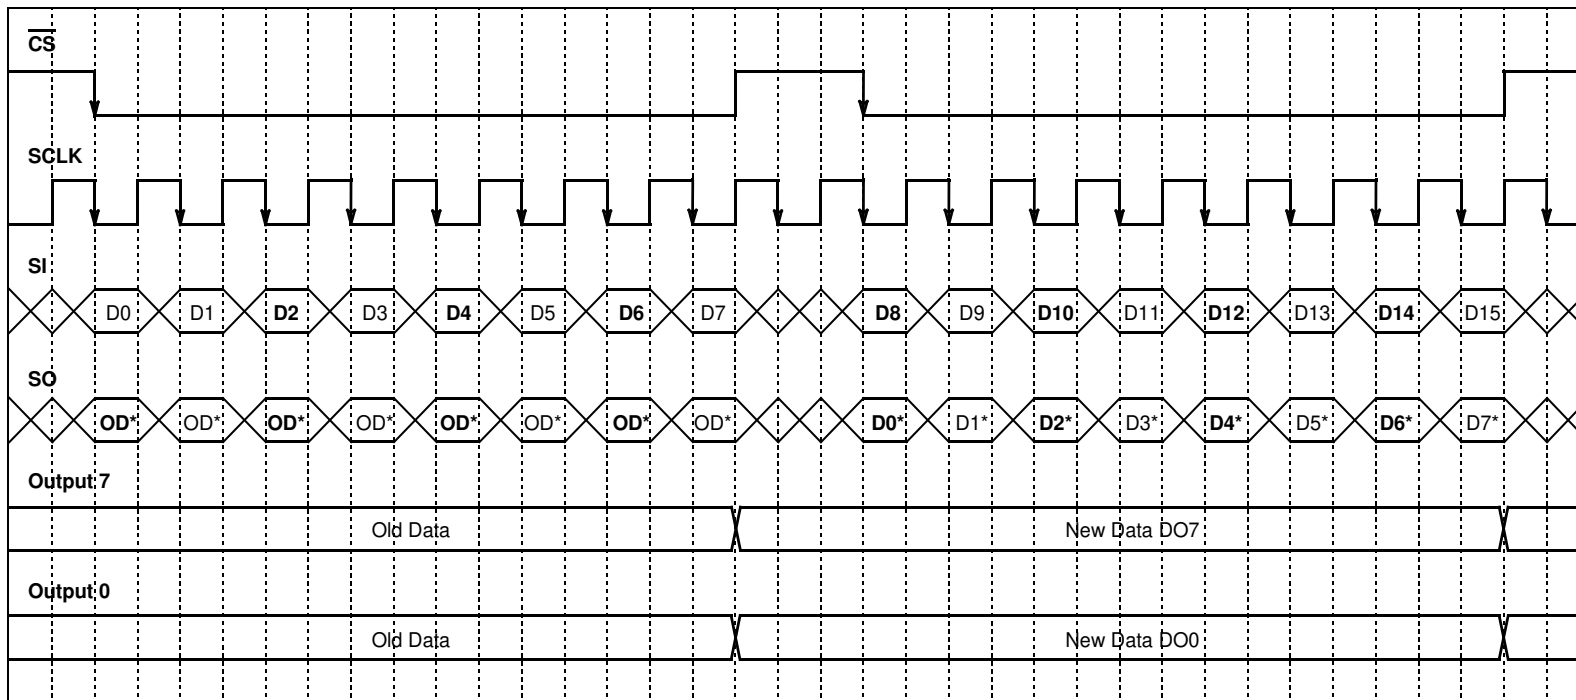 CS
SCLK
SI
D0 D1 D2 D3 D4 D5 D6 D7 D8 D9 D10 D11 D12 D13 D14 D15
SO
OD* OD* OD* OD* OD* OD* OD* OD* D0* D1* D2* D3* D4* D5* D6* D7*
Output 7
Old Data New Data DO7
Output 0
Old Data New Data DO0